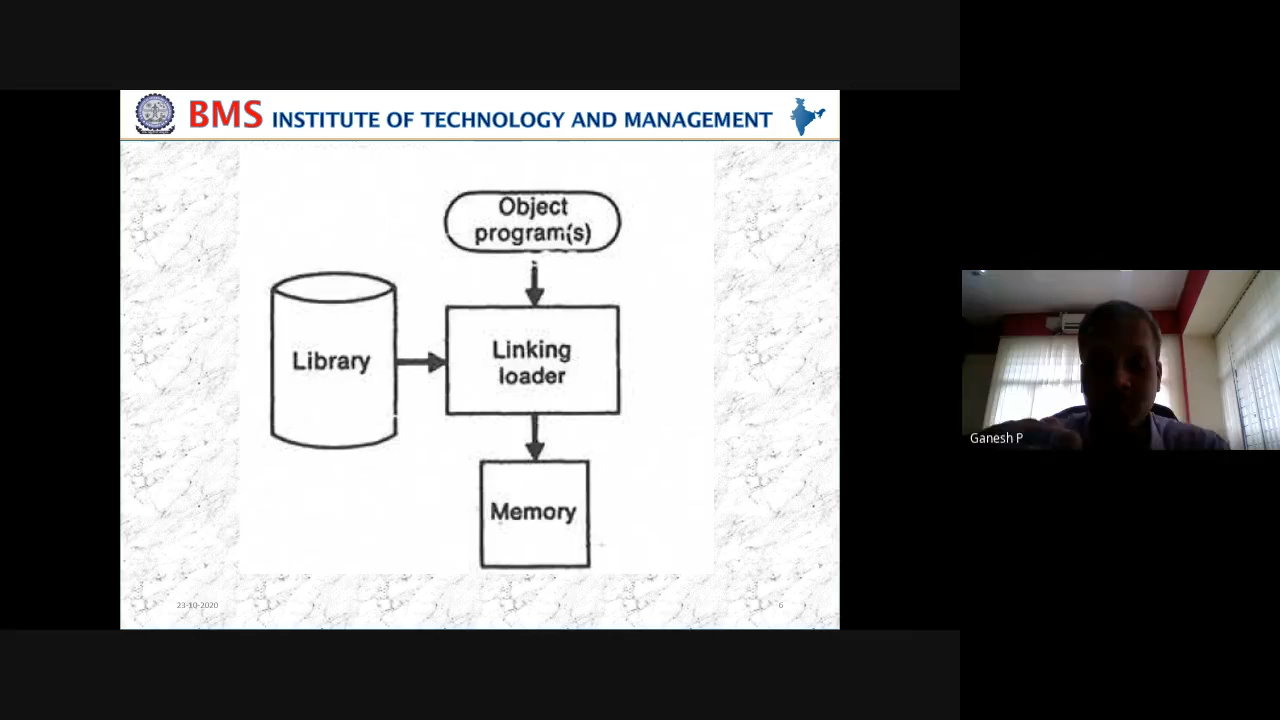 BMS INSTITUTE OF TECHNOLOGY AND MANAGEMENT
Object
program(s)
Library
Linking
loader
Memory
Ganesh P
23-10-2020
6